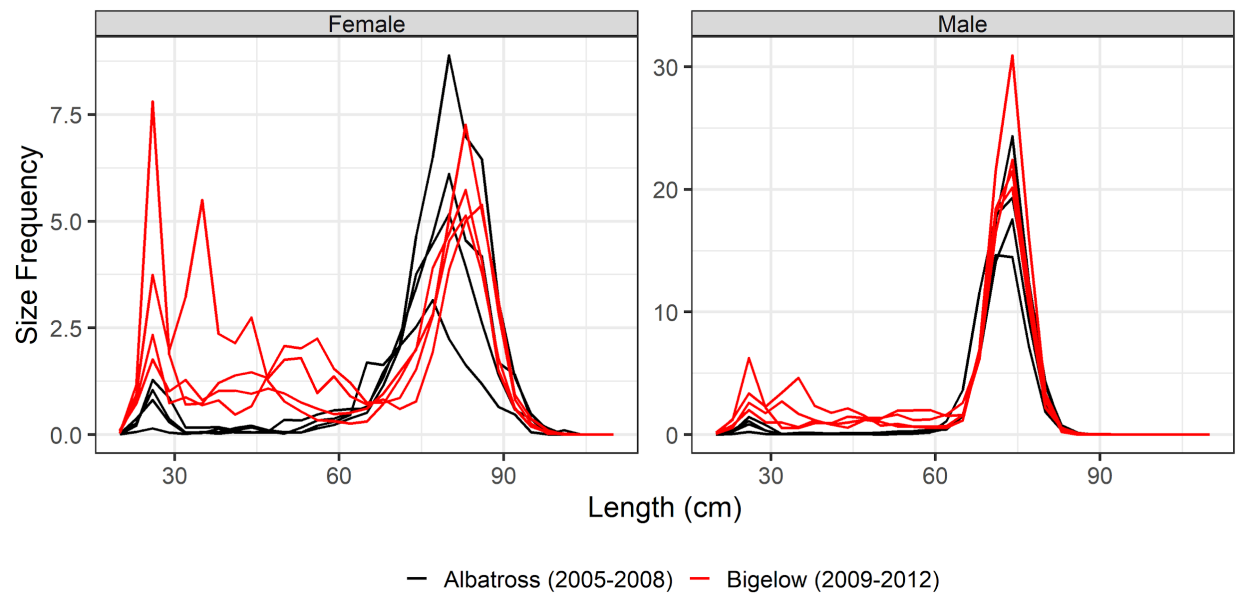 Female
Male
Size Frequency
7.5
5.0
2.5
0.0
30
20
10
0
30 60 90
30 60 90
Length (cm)
Albatross (2005-2008) Bigelow (2009-2012)